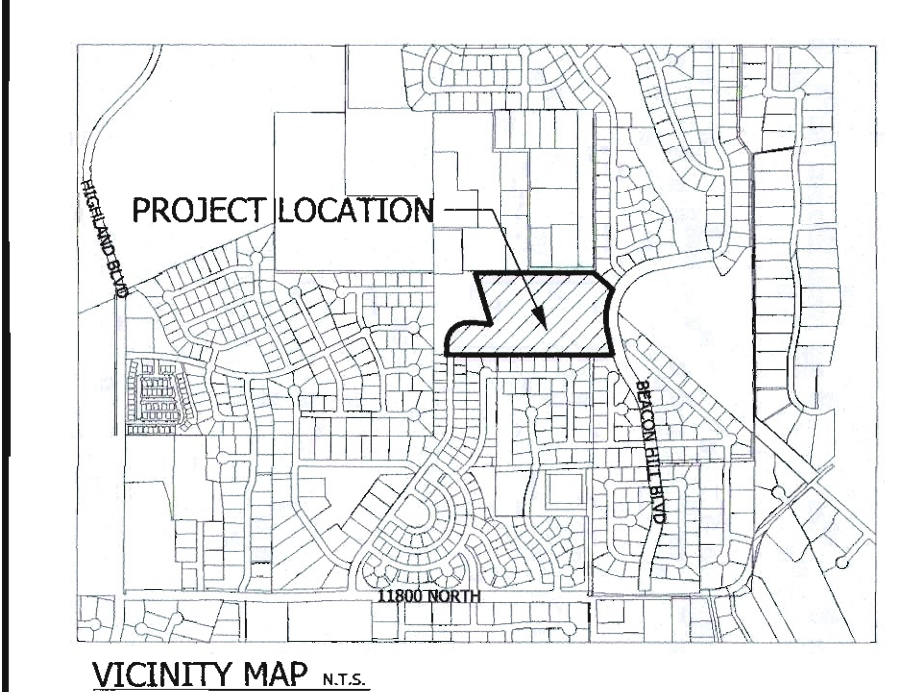 HIGHLAND BLVD
PROJECT LOCATION
BEACON HILL BLVD
11800 NORTH
VICINITY MAP N.T.S.